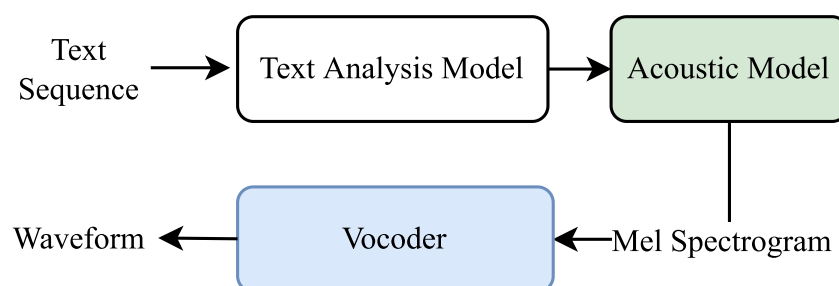 Text
Sequence
Text Analysis Model
Acoustic Model
Waveform
Vocoder
Mel Spectrogram